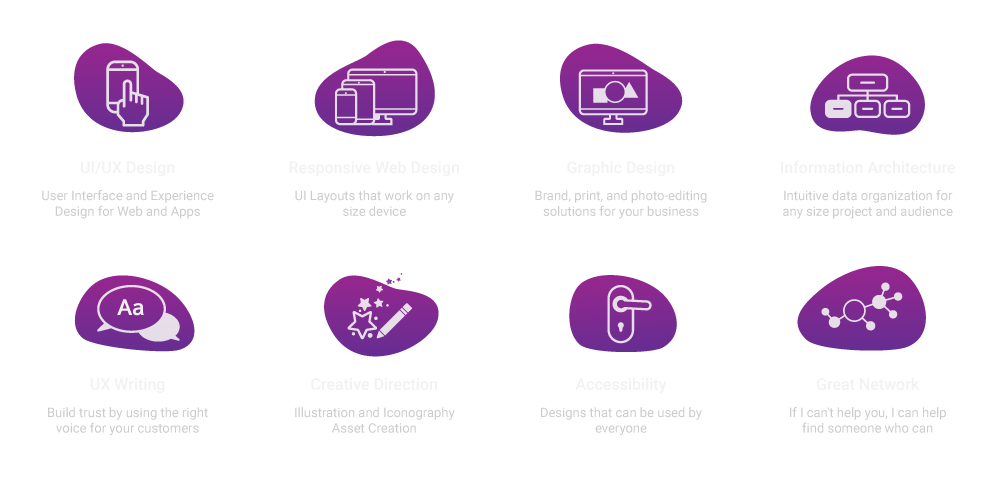 UI/UX Design
User Interface and Experience
Design for Web and Apps
Responsive Web Design
UI Layouts that work on any
size device
Graphic Design
Brand, print, and photo-editing
solutions for your business
Information Architecture
Intuitive data organization for
any size project and audience
Aa
UX Writing
Build trust by using the right
voice for your customers
Creative Direction
Illustration and Iconography
Asset Creation
Accessibility
Designs that can be used by
everyone
Great Network
If I can't help you, I can help
find someone who can